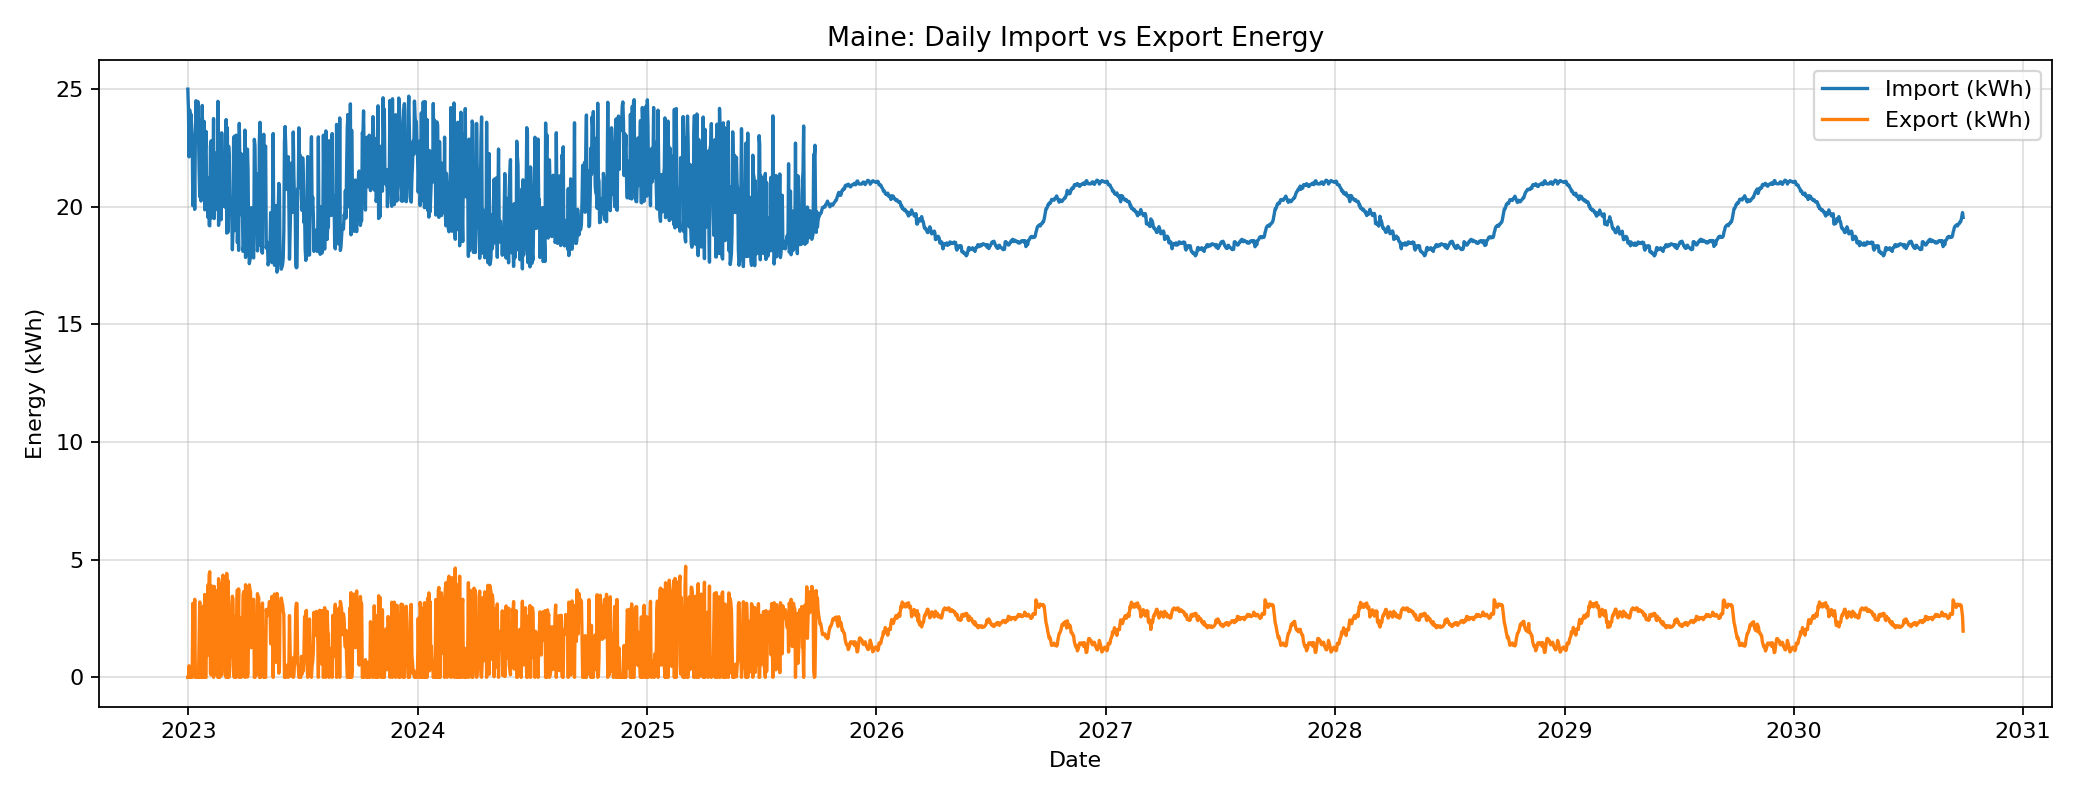 Maine: Daily Import vs Export Energy
Import (kWh)
Export (kWh)
Energy (kWh)
25
20
15
10
5
0
2023 2024 2025 2026 2027 2028 2029 2030 2031
Date